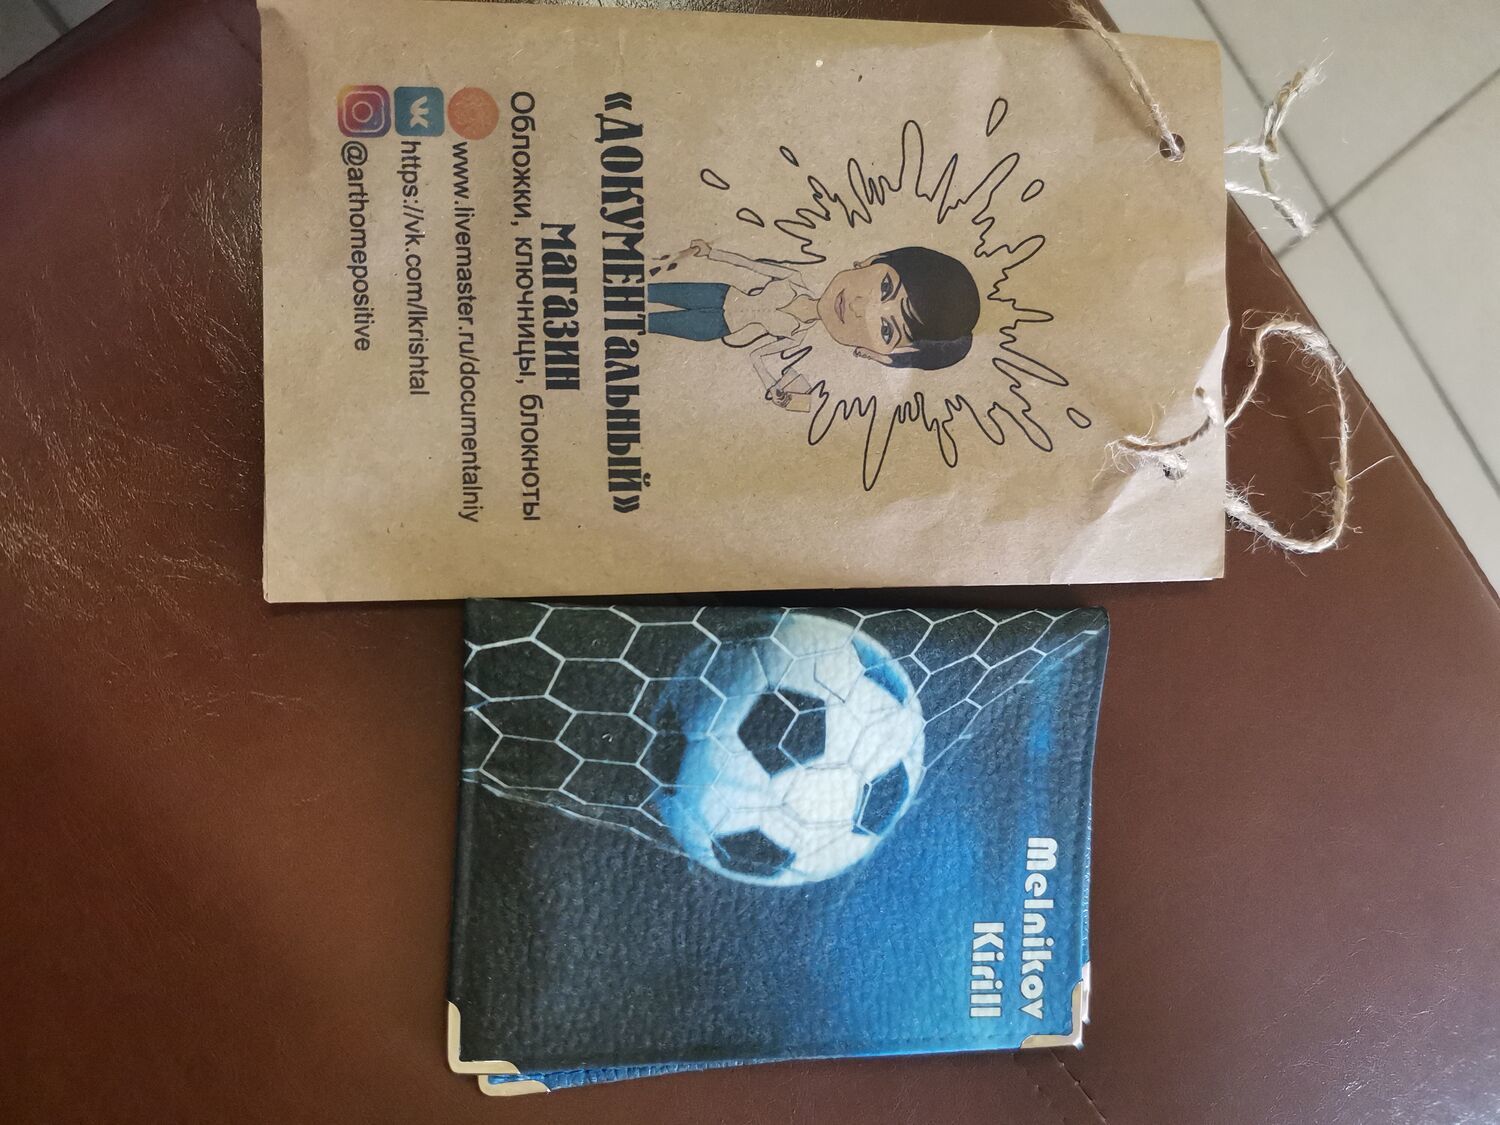 «ДОКУМЕНТальный»
магазин
Обложки, ключницы, блокноты
www.livemaster.ru/documentalniy
https://vk.com/lkrishtal
@arthomepositive
Melnikov
Kirill